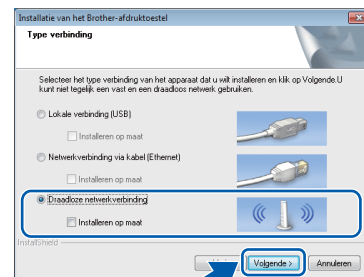 Installatie van het Brother-afdruktoestel
Type verbinding
Selecteer het type verbinding van het apparaat dat u wilt installeren en klik op Volgende.U
kunt niet tegelijk een vast en een draadloos netwerk gebruiken.
Lokale verbinding (USB)
Installeren op maat
Netwerkverbinding via kabel (Ethernet)
Installeren op maat
Draadloze netwerkverbinding
Installeren op maat
InstallShield
Volgende > Annuleren